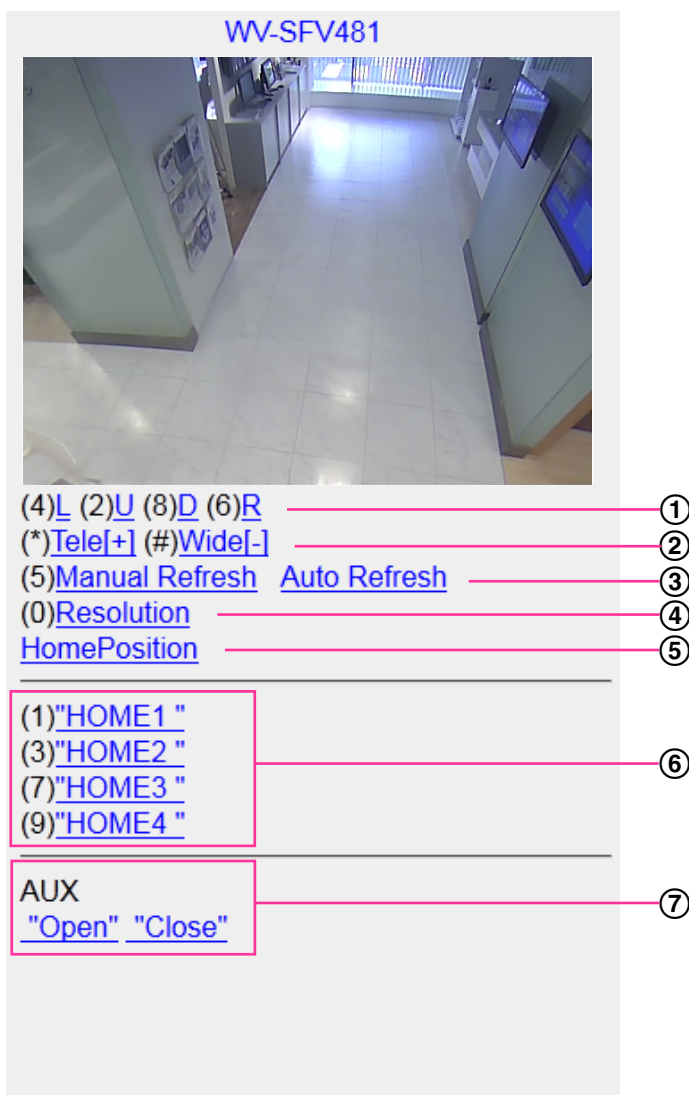 WV-SFV481
(4)L (2)U (8)D (6)R ①
(*)Tele[+] (#)Wide[-] ②
(5)Manual Refresh Auto Refresh ③
(0)Resolution ④
HomePosition ⑤
(1)"HOME1 "
(3)"HOME2 "
⑥
(7)"HOME3 "
(9)"HOME4 "
AUX ⑦
"Open" "Close"